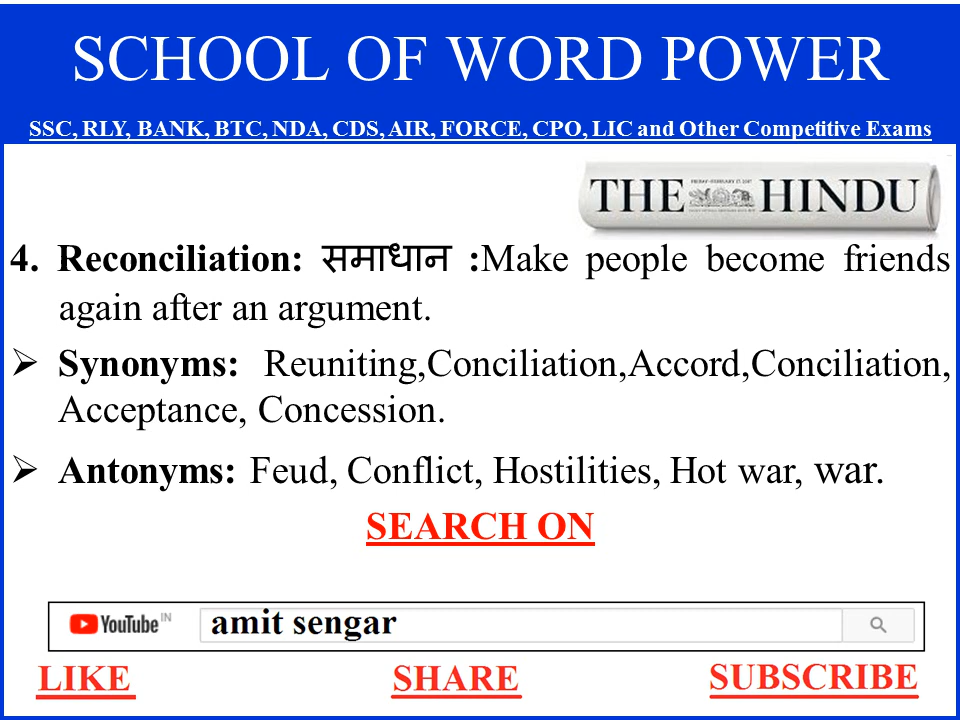 SCHOOL OF WORD POWER
SSC, RLY, BANK, BTC, NDA, CDS, AIR, FORCE, CPO, LIC and Other Competitive Exams
THE HINDU
4. Reconciliation: समाधान :Make people become friends
again after an argument.
➢ Synonyms: Reuniting,Conciliation,Accord,Conciliation,
Acceptance, Concession.
➢ Antonyms: Feud, Conflict, Hostilities, Hot war, war.
SEARCH ON
YouTube IN amit sengar
LIKE SHARE SUBSCRIBE